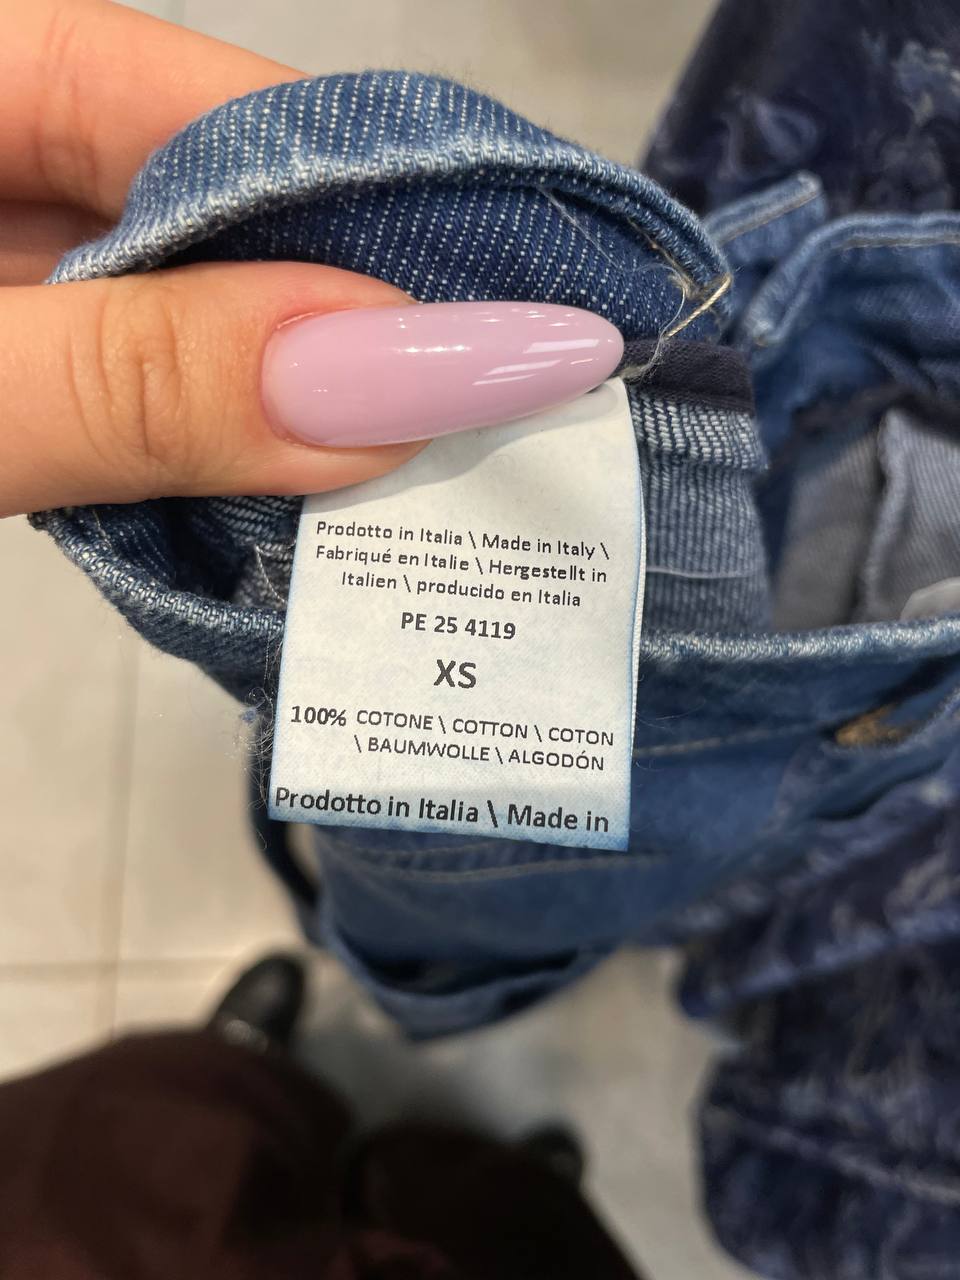 Prodotto in Italia \ Made in Italy \
Fabriqué en Italie \ Hergestellt in
Italien \ producido en Italia
PE 25 4119
XS
100% COTONE \ COTTON \ COTON
\ BAUMWOLLE \ ALGODÓN
Prodotto in Italia \ Made in